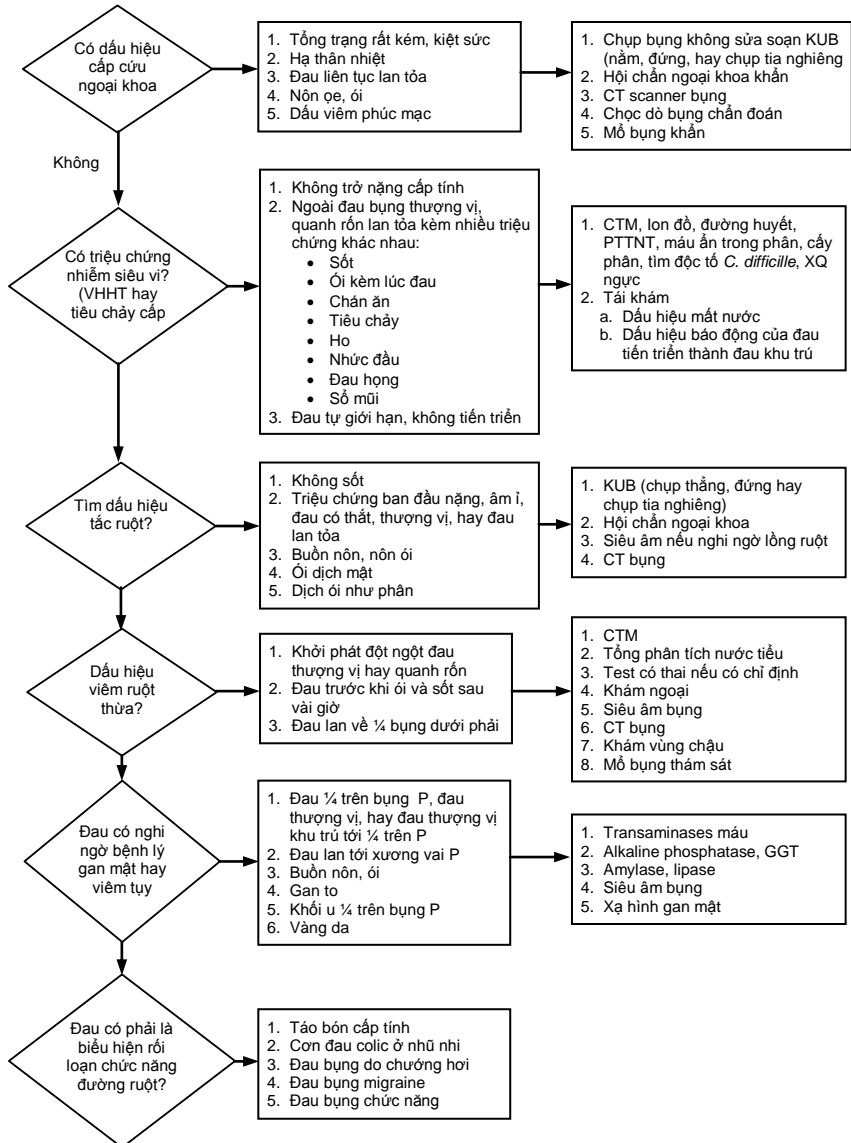 Có dấu hiệu
cấp cứu
ngoại khoa
1. Tổng trạng rất kém, kiệt sức
2. Hạ thân nhiệt
3. Đau liên tục lan tỏa
4. Nôn ọe, ói
5. Dấu viêm phúc mạc
1. Chụp bụng không sửa soạn KUB
(nằm, đứng, hay chụp tia nghiêng
2. Hội chẩn ngoại khoa khẩn
3. CT scanner bụng
4. Chọc dò bụng chẩn đoán
5. Mổ bụng khẩn
Không
Có triệu chứng
nhiễm siêu vi?
(VHHT hay
tiêu chảy cấp
1. Không trở nặng cấp tính
2. Ngoài đau bụng thượng vị,
quanh rốn lan tỏa kèm nhiều triệu
chứng khác nhau:
• Sốt
• Ói kèm lúc đau
• Chán ăn
• Tiêu chảy
• Ho
• Nhức đầu
• Đau họng
• Sổ mũi
3. Đau tự giới hạn, không tiến triển
1. CTM, Ion đồ, đường huyết,
PTTNT, máu ẩn trong phân, cấy
phân, tìm độc tố C. difficille, XQ
ngực
2. Tái khám
a. Dấu hiệu mất nước
b. Dấu hiệu báo động của đau
tiến triển thành đau khu trú
Tìm dấu hiệu
tắc ruột?
1. Không sốt
2. Triệu chứng ban đầu nặng, âm ỉ,
đau có thắt, thượng vị, hay đau
lan tỏa
3. Buồn nôn, nôn ói
4. Ói dịch mật
5. Dịch ói như phân
1. KUB (chụp thẳng, đứng hay
chụp tia nghiêng)
2. Hội chẩn ngoại khoa
3. Siêu âm nếu nghi ngờ lồng ruột
4. CT bụng
Dấu hiệu
viêm ruột
thừa?
1. Khởi phát đột ngột đau
thượng vị hay quanh rốn
2. Đau trước khi ói và sốt sau
vài giờ
3. Đau lan về ¼ bụng dưới phải
1. CTM
2. Tổng phân tích nước tiểu
3. Test có thai nếu có chỉ định
4. Khám ngoại
5. Siêu âm bụng
6. CT bụng
7. Khám vùng chậu
8. Mổ bụng thám sát
Đau có nghi
ngờ bệnh lý
gan mật hay
viêm tụy
1. Đau ¼ trên bụng P, đau
thượng vị, hay đau thượng vị
khu trú tới ¼ trên P
2. Đau lan tới xương vai P
3. Buồn nôn, ói
4. Gan to
5. Khối u ¼ trên bụng P
6. Vàng da
1. Transaminases máu
2. Alkaline phosphatase, GGT
3. Amylase, lipase
4. Siêu âm bụng
5. Xạ hình gan mật
Đau có phải là
biểu hiện rối
loạn chức năng
đường ruột?
1. Táo bón cấp tính
2. Cơn đau colic ở nhũ nhi
3. Đau bụng do chướng hơi
4. Đau bụng migraine
5. Đau bụng chức năng